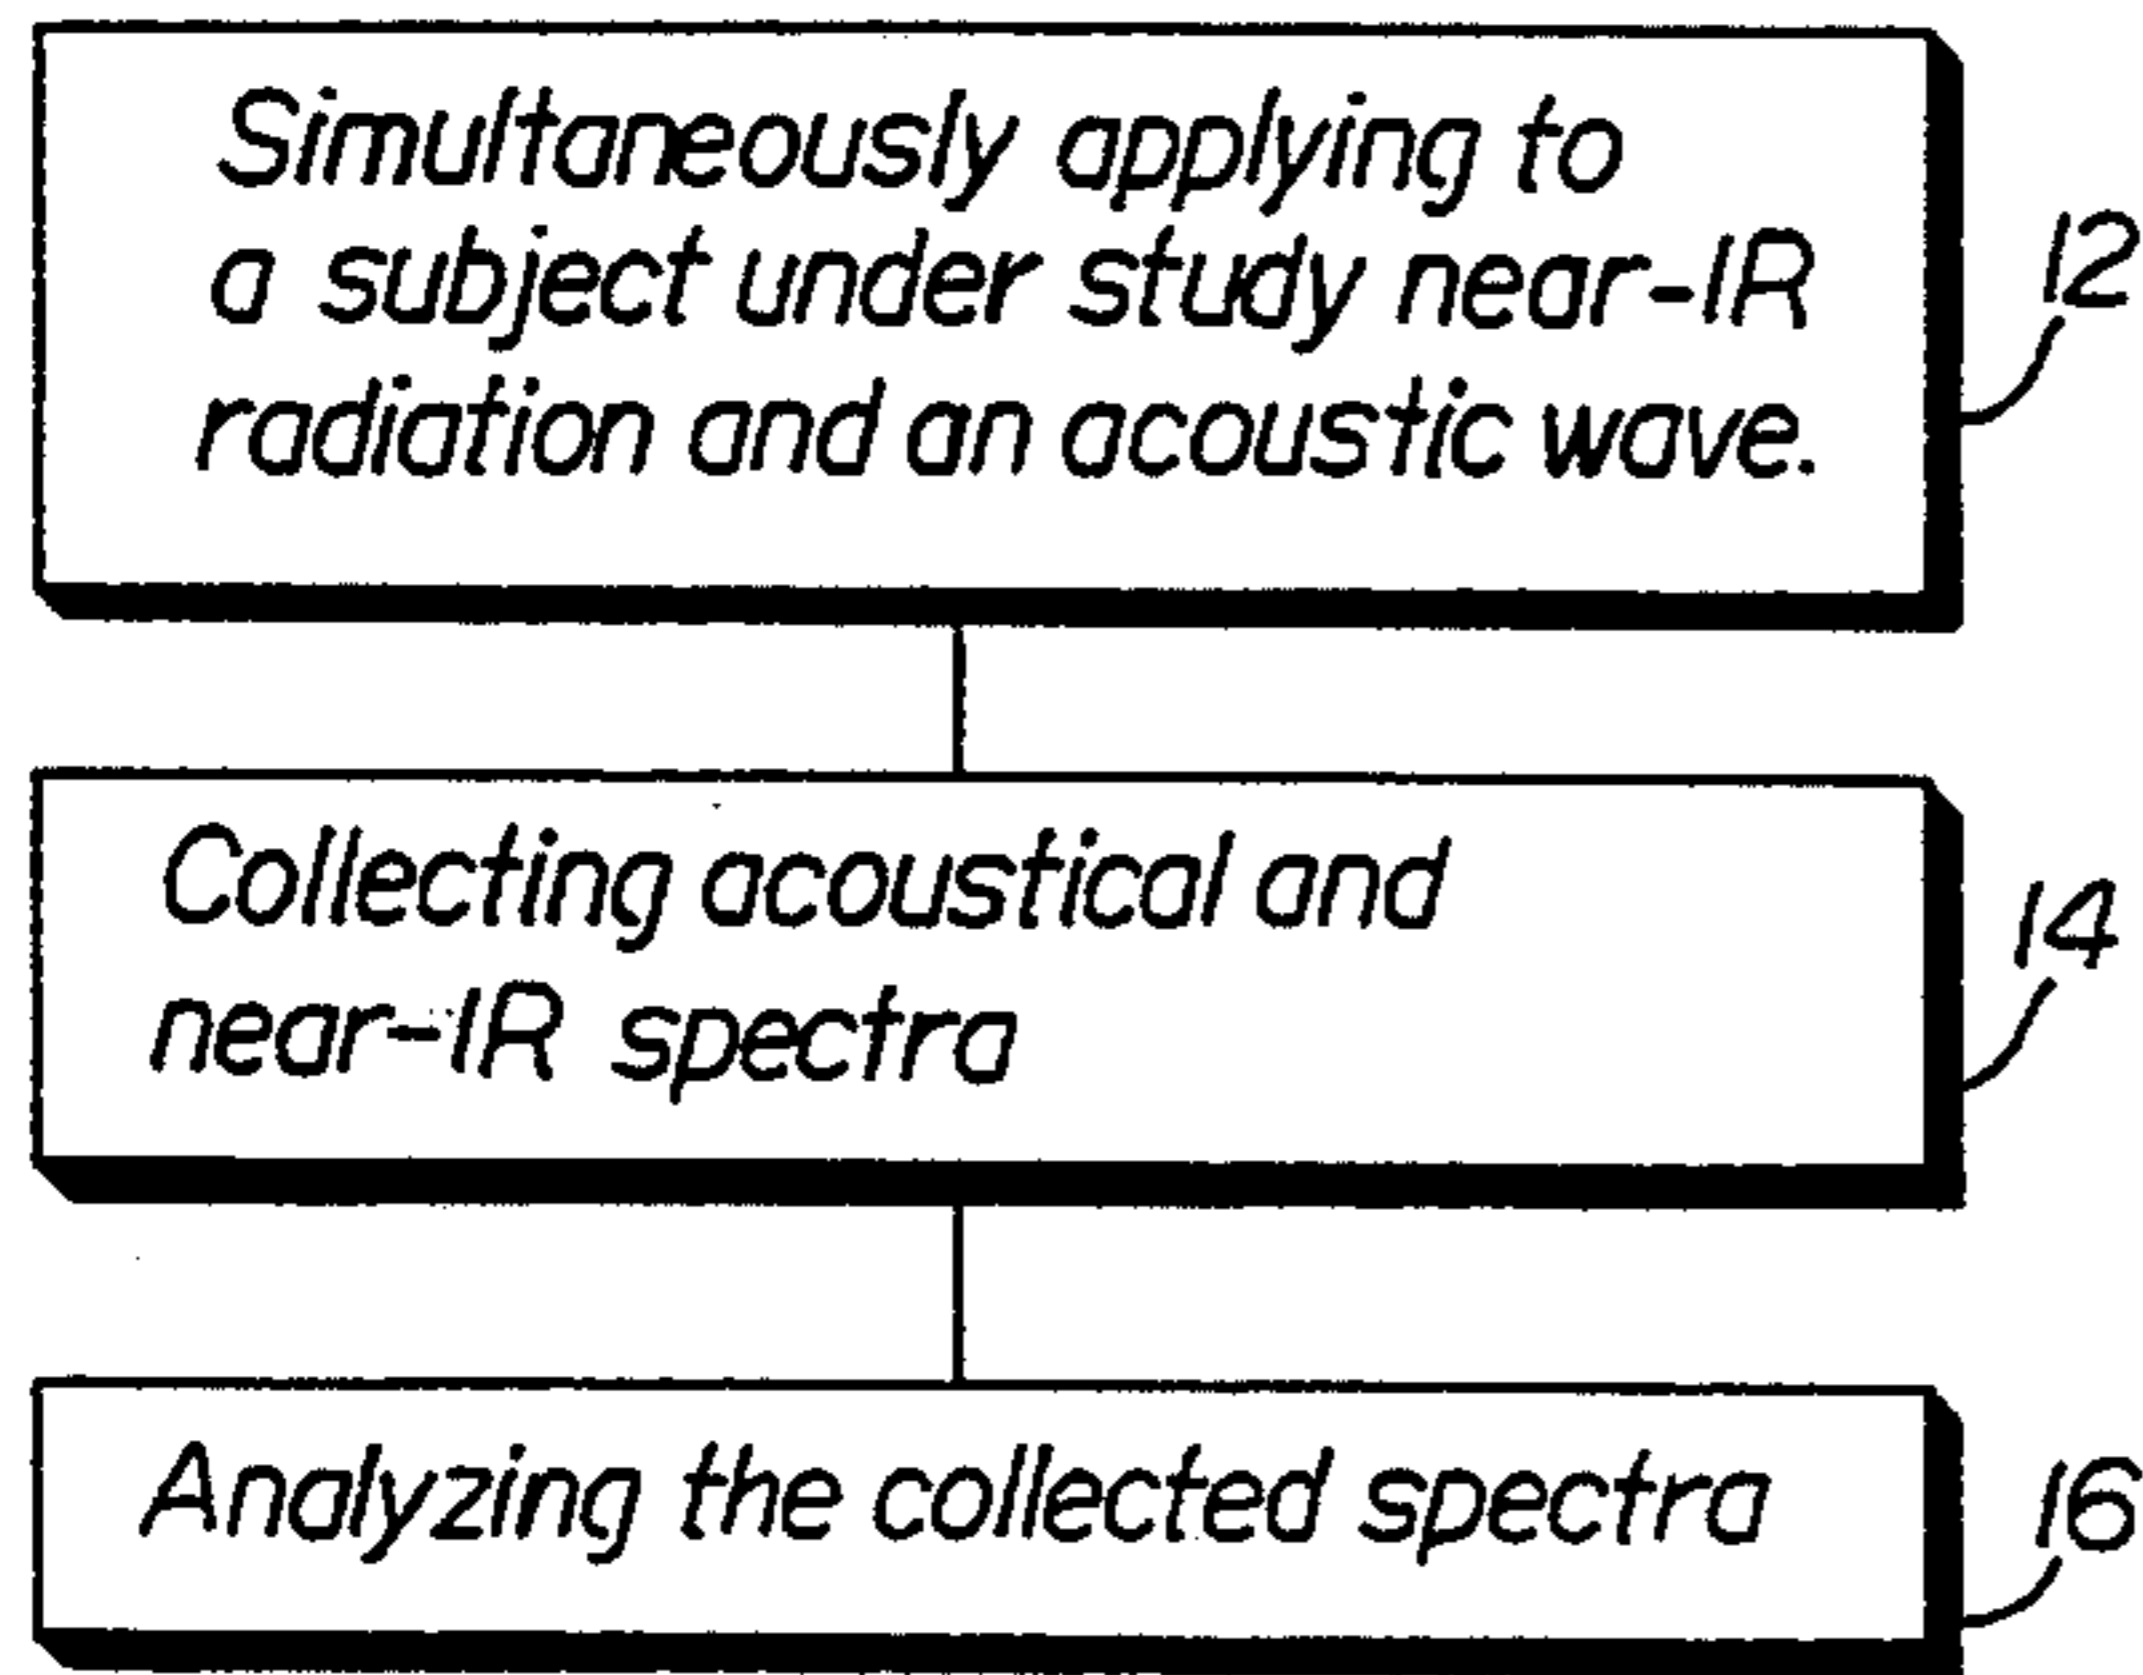 Simultaneously applying to
a subject under study near-IR
radiation and an acoustic wave.
12
Collecting acoustical and
near-IR spectra
14
Analyzing the collected spectra
16